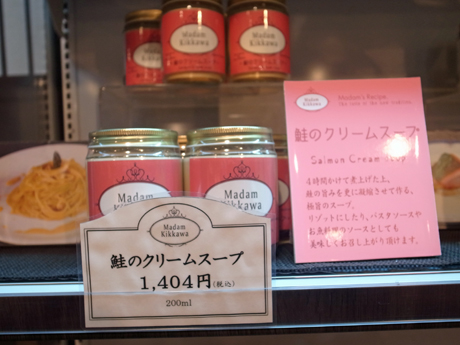 Madam
Kikkawa
Madam
Kikkawa
Madam
Kikkawa
Madam
Kikkawa
Madam
Kikkawa
Madam
Kikkawa
鮭のクリームスープ
1,404円(税込)
200ml
Madam
Kikkawa
Madam's Recipe
鮭のクリームスープ
Salmon Cream Soup
4時間かけて煮上げた上、
鮭の旨みを更に凝縮させて作る、
極旨のスープ。
リゾットにしたり、パスタソースや
お魚料理のソースとしても
美味しくお召し上がり頂けます。